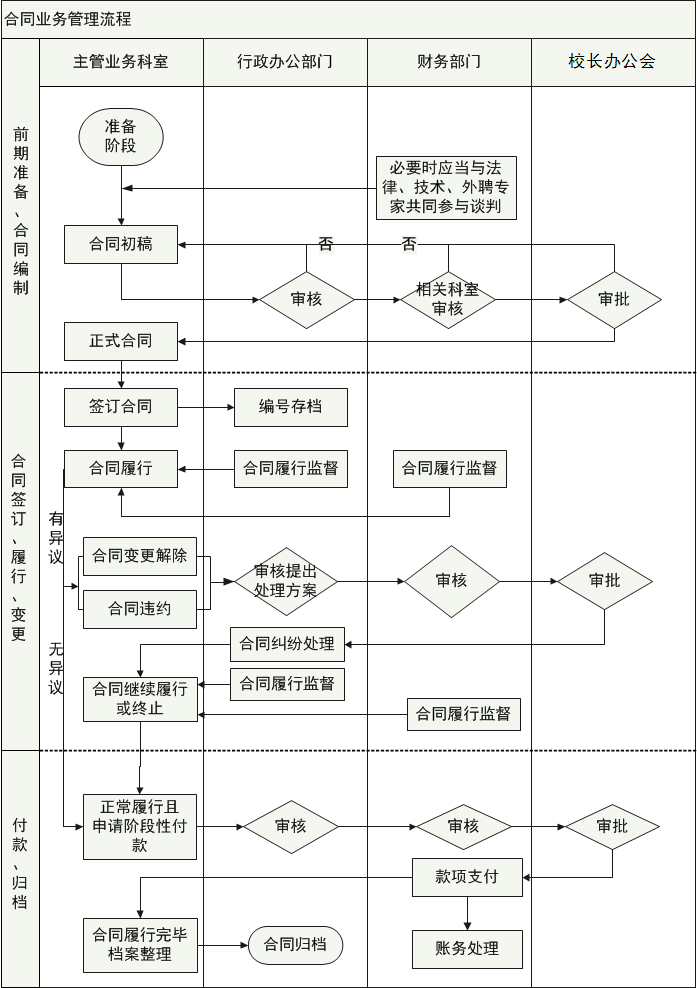 合同业务管理流程
主管业务科室
行政办公部门
财务部门
校长办公会
前期准备、合同编制
准备
阶段
必要时应当与法
律、技术、外聘专
家共同参与谈判
合同初稿
否
否
审核
相关科室
审核
审批
正式合同
合同签订、履行、变更
签订合同
编号存档
合同履行
合同履行监督
合同履行监督
有异议
合同变更解除
合同违约
审核提出
处理方案
审核
审批
无异议
合同纠纷处理
合同继续履行
或终止
合同履行监督
合同履行监督
付款、归档
正常履行且
申请阶段性付
款
审核
审核
审批
款项支付
合同履行完毕
档案整理
合同归档
账务处理